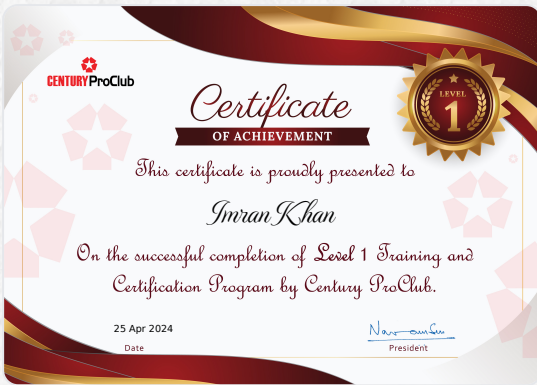 CENTURY ProClub
LEVEL
1
Certificate
OF ACHIEVEMENT
This certificate is proudly presented to
Imran Khan
On the successful completion of Level 1 Training and
Certification Program by Century ProClub.
25 Apr 2024
Date
President